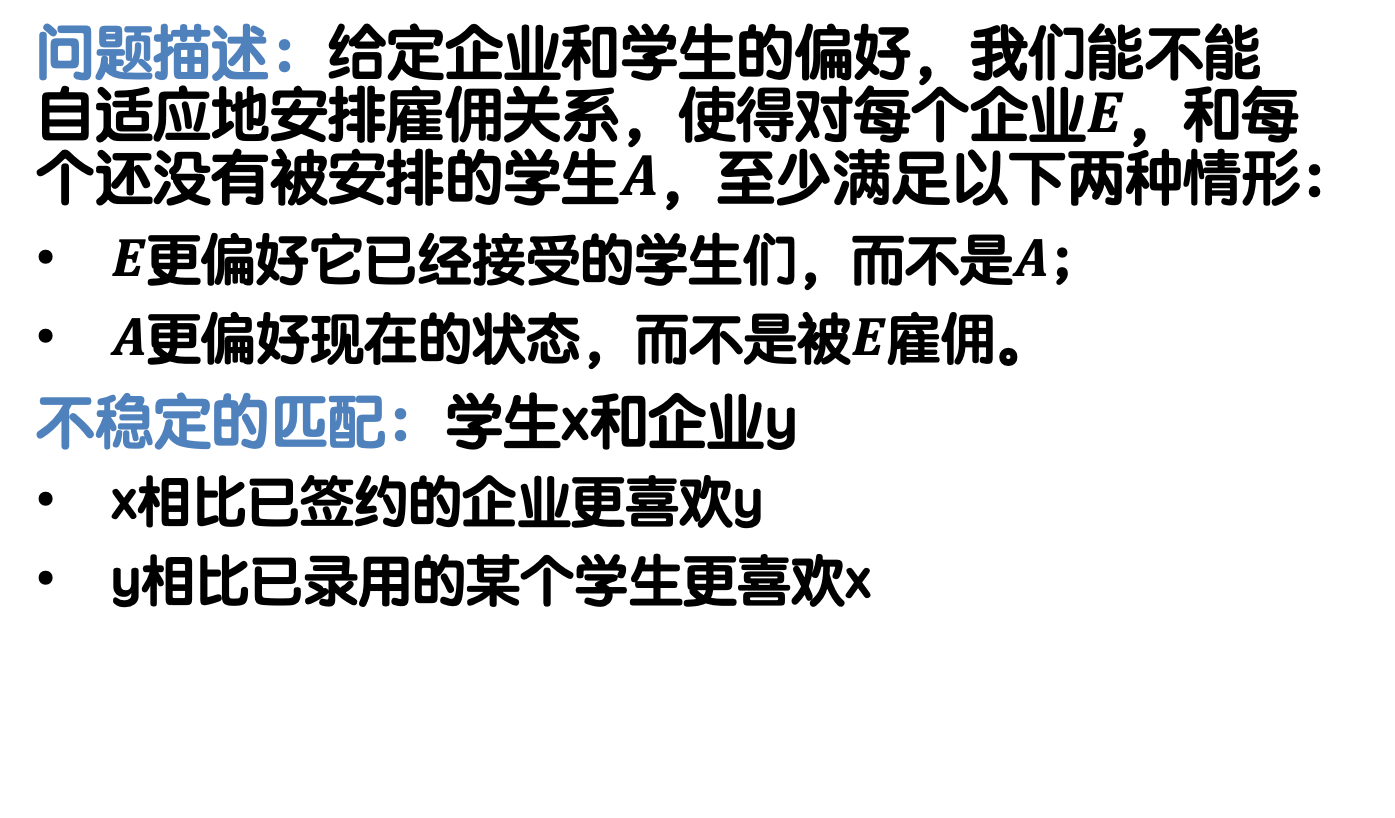 问题描述：给定企业和学生的偏好，我们能不能
自适应地安排雇佣关系，使得对每个企业E，和每
个还没有被安排的学生A，至少满足以下两种情形：
• E更偏好它已经接受的学生们，而不是A；
• A更偏好现在的状态，而不是被E雇佣。
不稳定的匹配：学生x和企业y
• x相比已签约的企业更喜欢y
• y相比已录用的某个学生更喜欢x